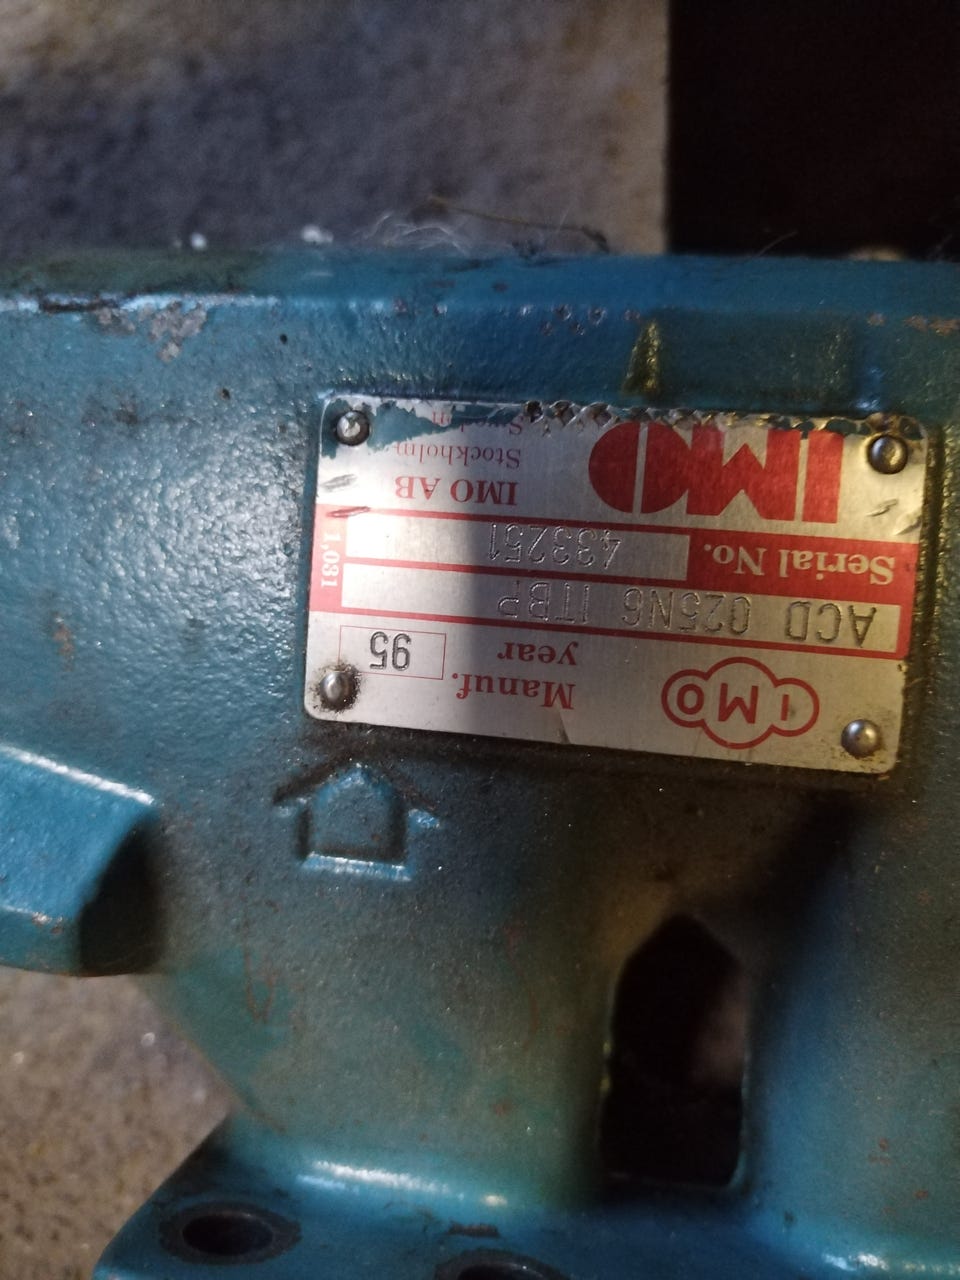 IMO
IMO AB
Stockholm
Sweden
Serial No. 433251
ACD 025N6 ITBP
1,031
IMO
Manuf.
year
95